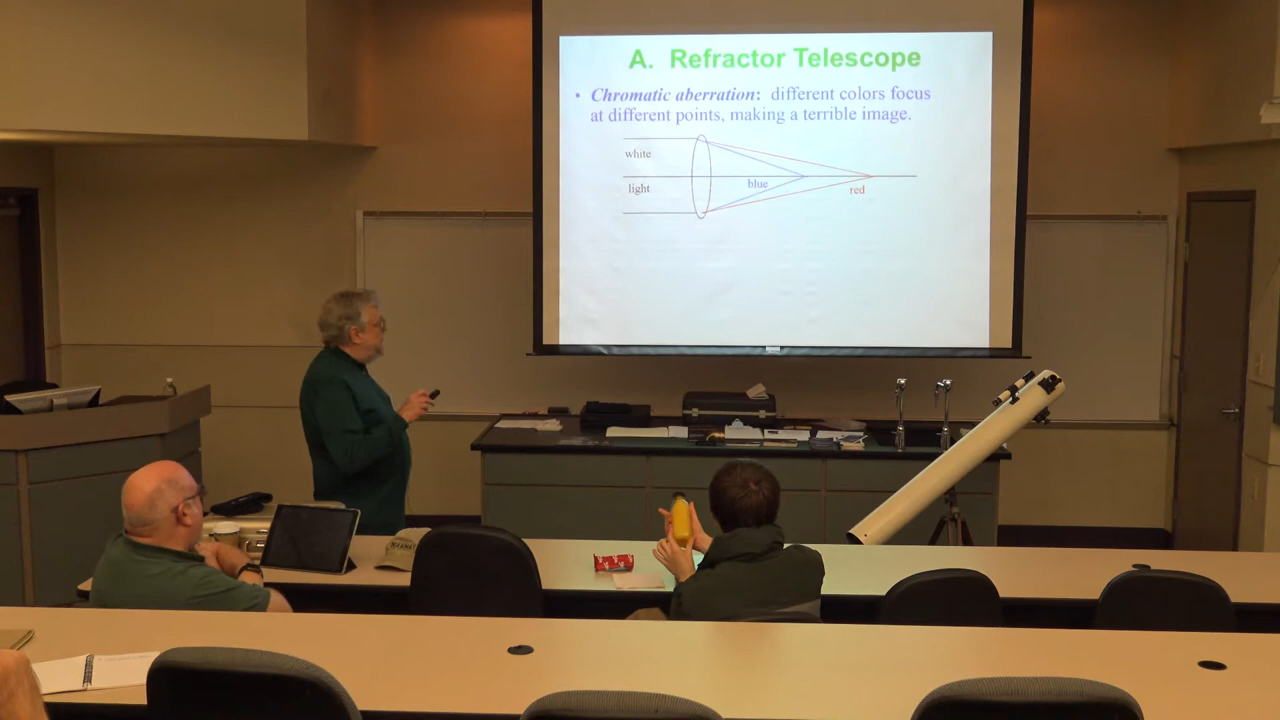 A. Refractor Telescope
• Chromatic aberration: different colors focus
at different points, making a terrible image.
white
light
blue
red